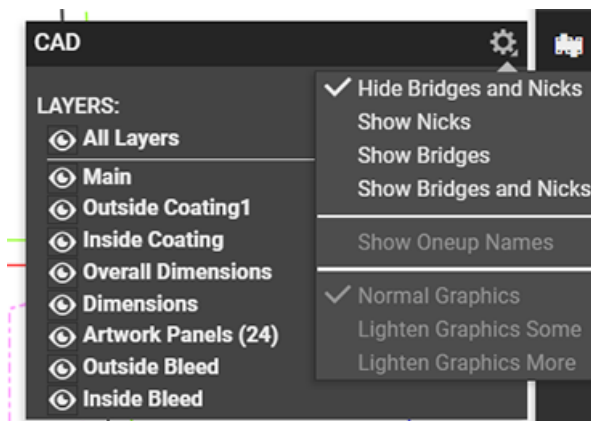 CAD
LAYERS:
All Layers
Main
Outside Coating1
Inside Coating
Overall Dimensions
Dimensions
Artwork Panels (24)
Outside Bleed
Inside Bleed
Hide Bridges and Nicks
Show Nicks
Show Bridges
Show Bridges and Nicks
Show Oneup Names
Normal Graphics
Lighten Graphics Some
Lighten Graphics More